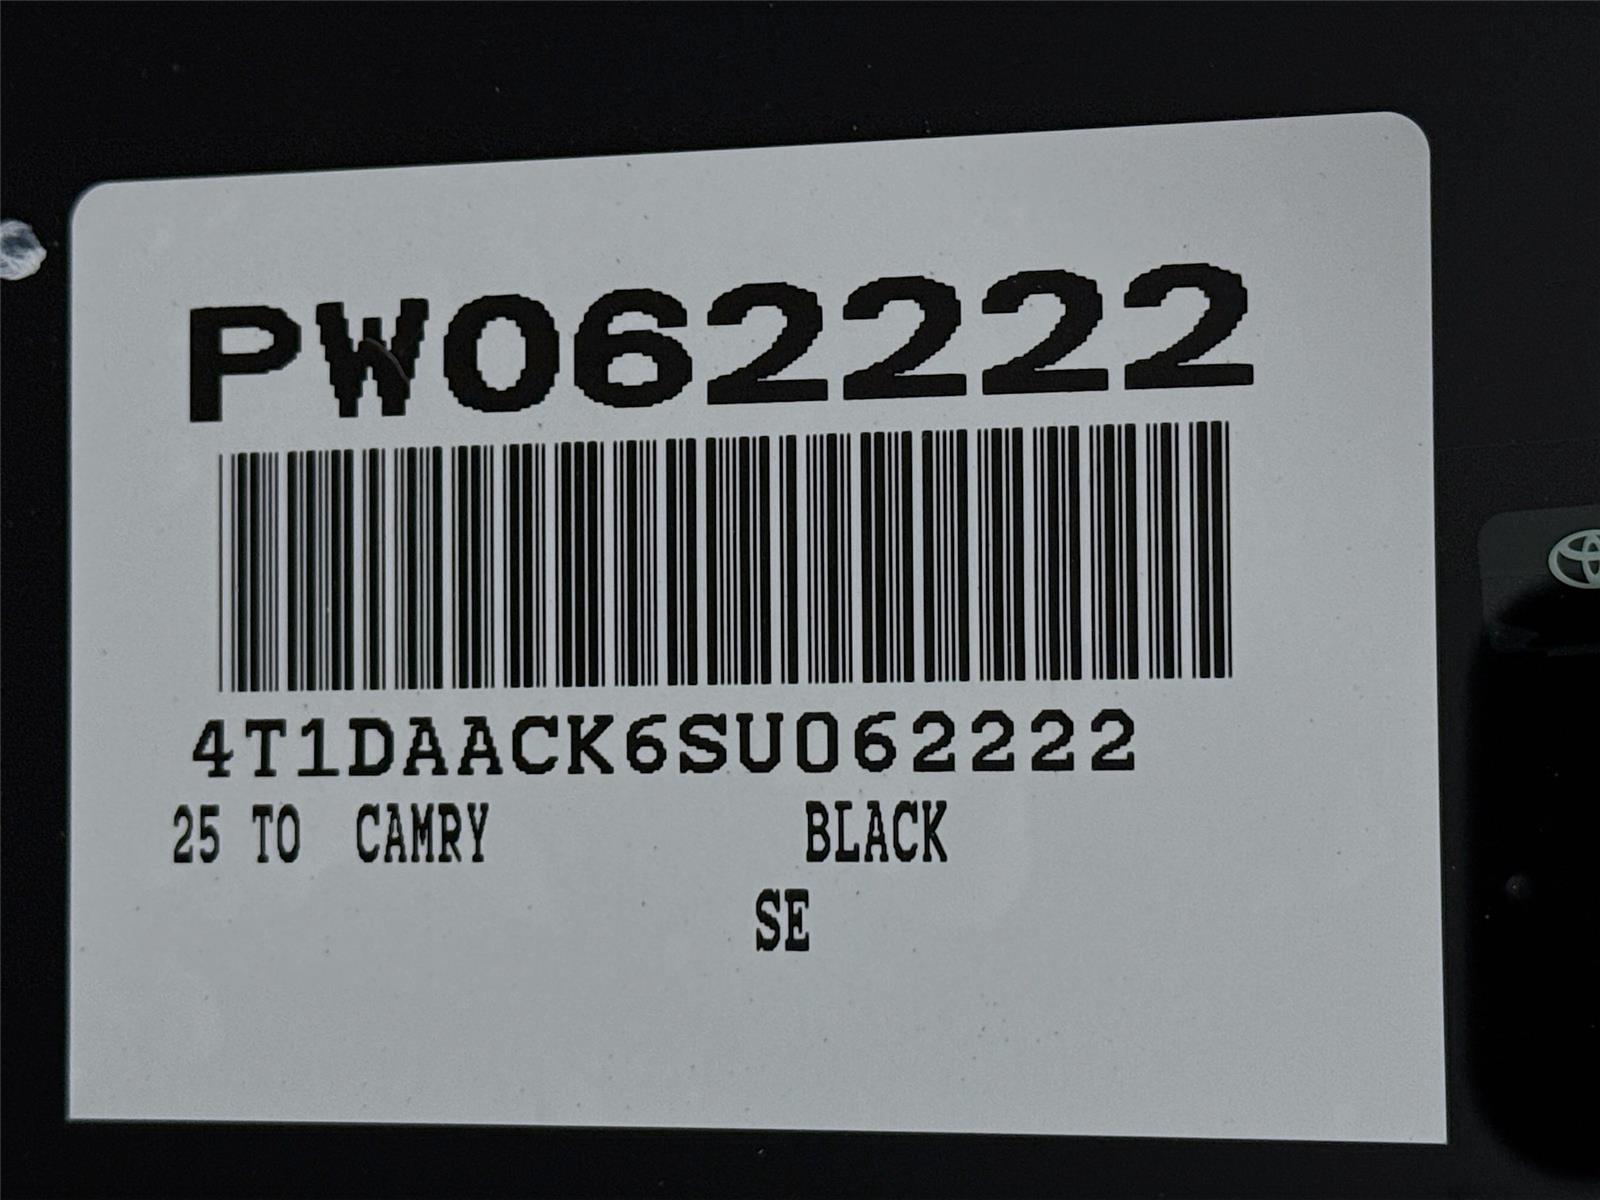 PW062222
4T1DAACK6SU062222
25 TO CAMRY BLACK
SE